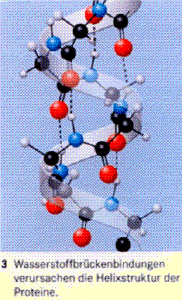 3 Wasserstoffbrückenbindungen
verursachen die Helixstruktur der
Proteine.